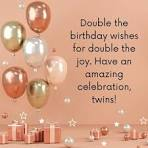 Double the
birthday wishes
for double the
joy. Have an
amazing
celebration,
twins!